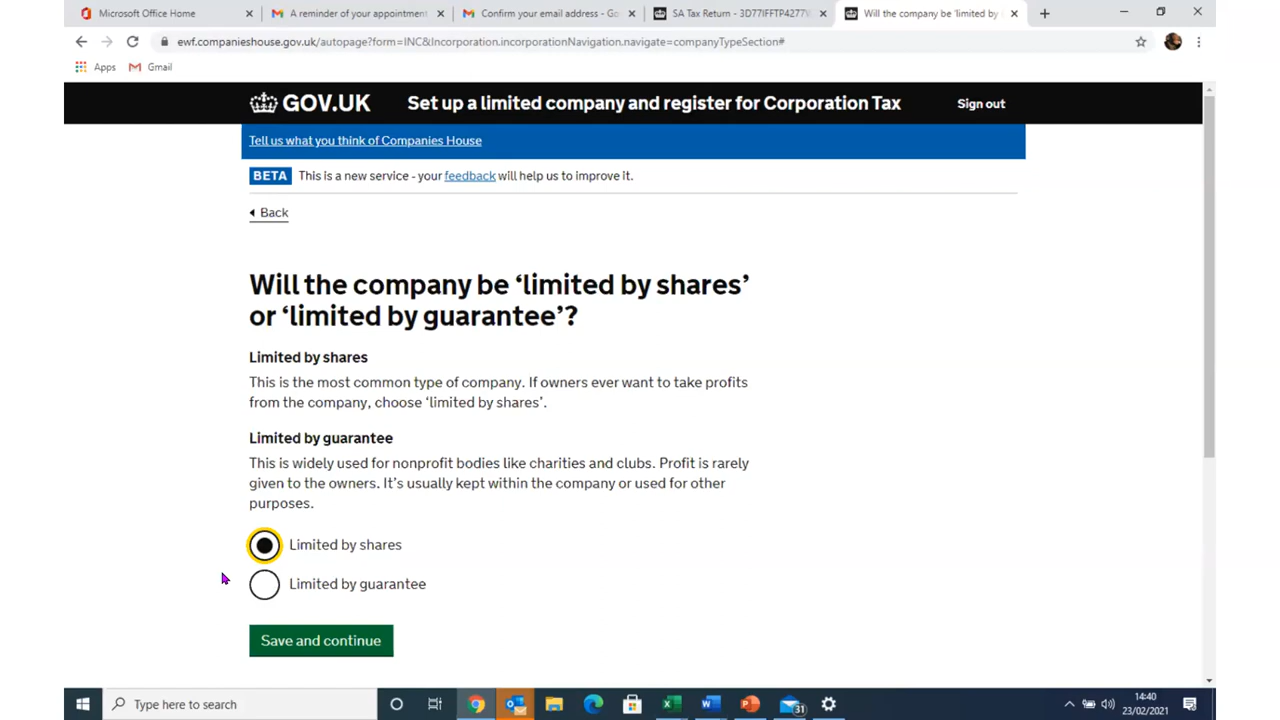 Microsoft Office Home
A reminder of your appointment
Confirm your email address - Go
SA Tax Return - 3D77IFFTP4277V
Will the company be 'limited by
ewf.companieshouse.gov.uk/autopage?form=INC&Incorporation.incorporationNavigation.navigate=companyTypeSection#
Apps
Gmail
GOV.UK
Set up a limited company and register for Corporation Tax
Sign out
Tell us what you think of Companies House
BETA
This is a new service - your feedback will help us to improve it.
Back
Will the company be ‘limited by shares’
or ‘limited by guarantee’?
Limited by shares
This is the most common type of company. If owners ever want to take profits
from the company, choose ‘limited by shares’.
Limited by guarantee
This is widely used for nonprofit bodies like charities and clubs. Profit is rarely
given to the owners. It’s usually kept within the company or used for other
purposes.
Limited by shares
Limited by guarantee
Save and continue
Type here to search
31
14:40
23/02/2021